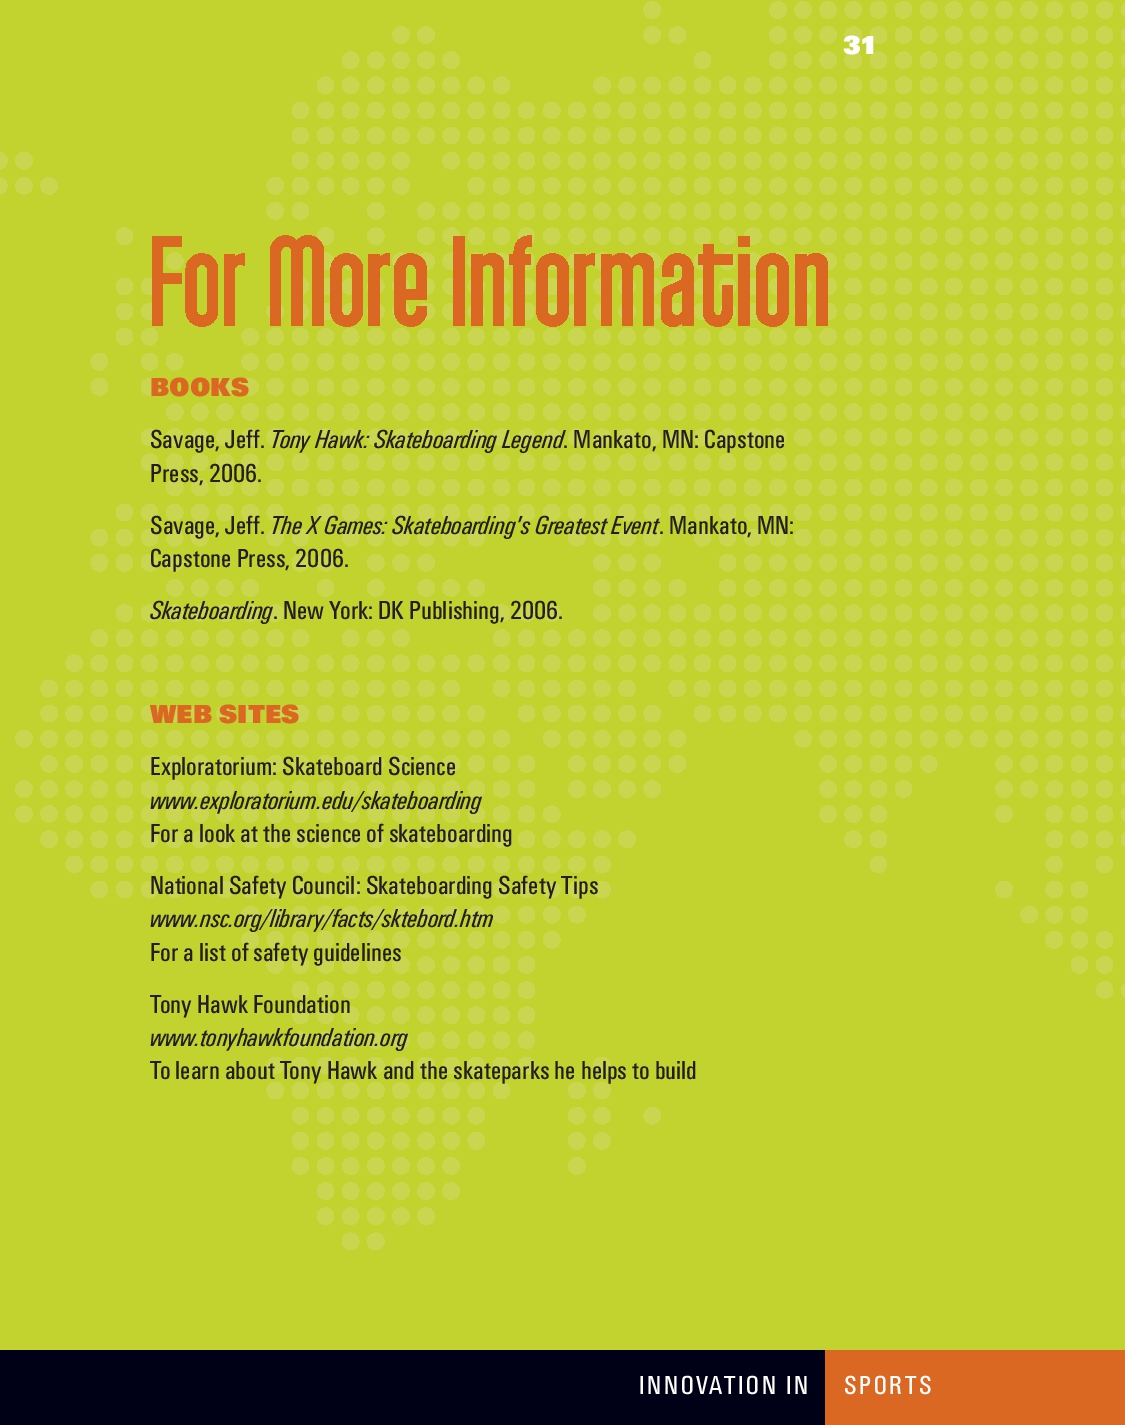 31
For More Information
BOOKS
Savage, Jeff. Tony Hawk: Skateboarding Legend. Mankato, MN: Capstone
Press, 2006.
Savage, Jeff. The X Games: Skateboarding's Greatest Event. Mankato, MN:
Capstone Press, 2006.
Skateboarding. New York: DK Publishing, 2006.
WEB SITES
Exploratorium: Skateboard Science
www.exploratorium.edu/skateboarding
For a look at the science of skateboarding
National Safety Council: Skateboarding Safety Tips
www.nsc.org/library/facts/sktebord.htm
For a list of safety guidelines
Tony Hawk Foundation
www.tonyhawkfoundation.org
To learn about Tony Hawk and the skateparks he helps to build
INNOVATION IN SPORTS